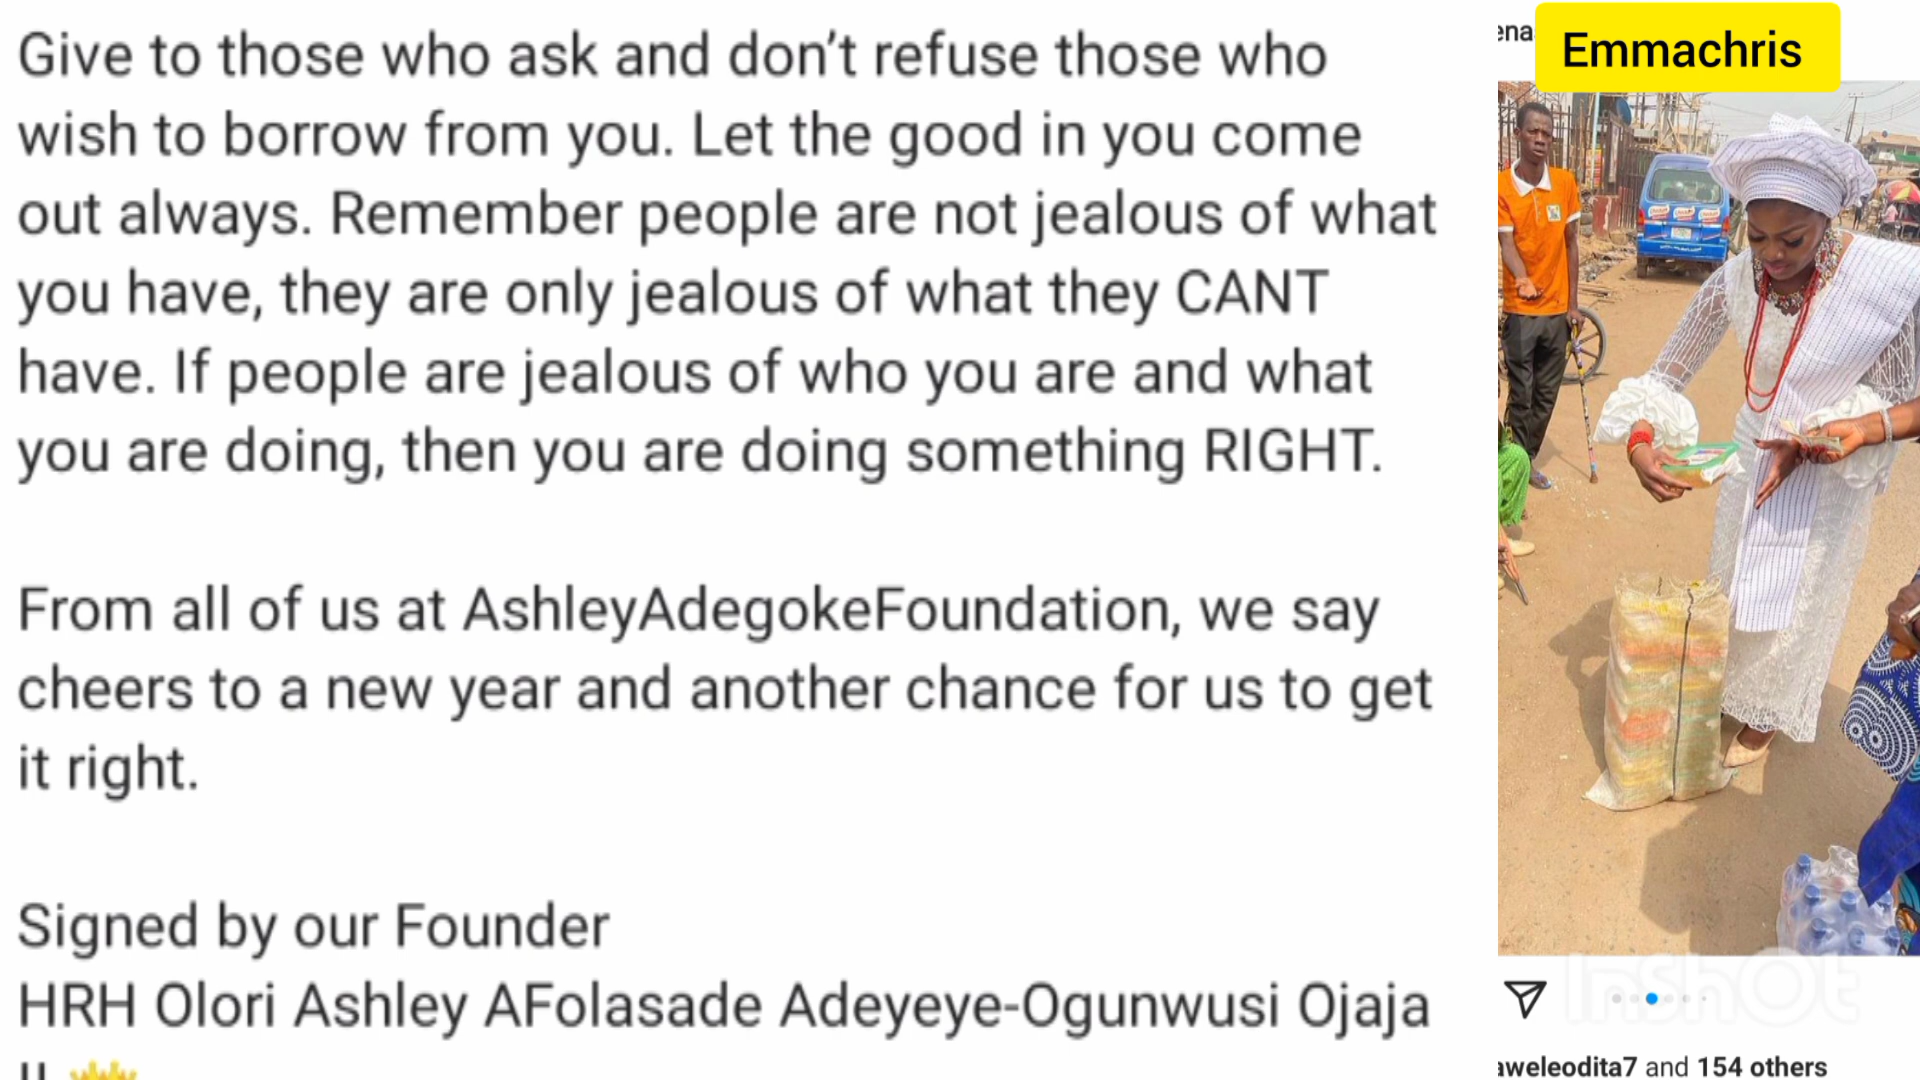 Give to those who ask and don’t refuse those who
wish to borrow from you. Let the good in you come
out always. Remember people are not jealous of what
you have, they are only jealous of what they CANT
have. If people are jealous of who you are and what
you are doing, then you are doing something RIGHT.
From all of us at AshleyAdegokeFoundation, we say
cheers to a new year and another chance for us to get
it right.
Signed by our Founder
HRH Olori Ashley AFolasade Adeyeye-Ogunwusi Ojaja
ena
Emmachris
InShOt
aweleodita7 and 154 others